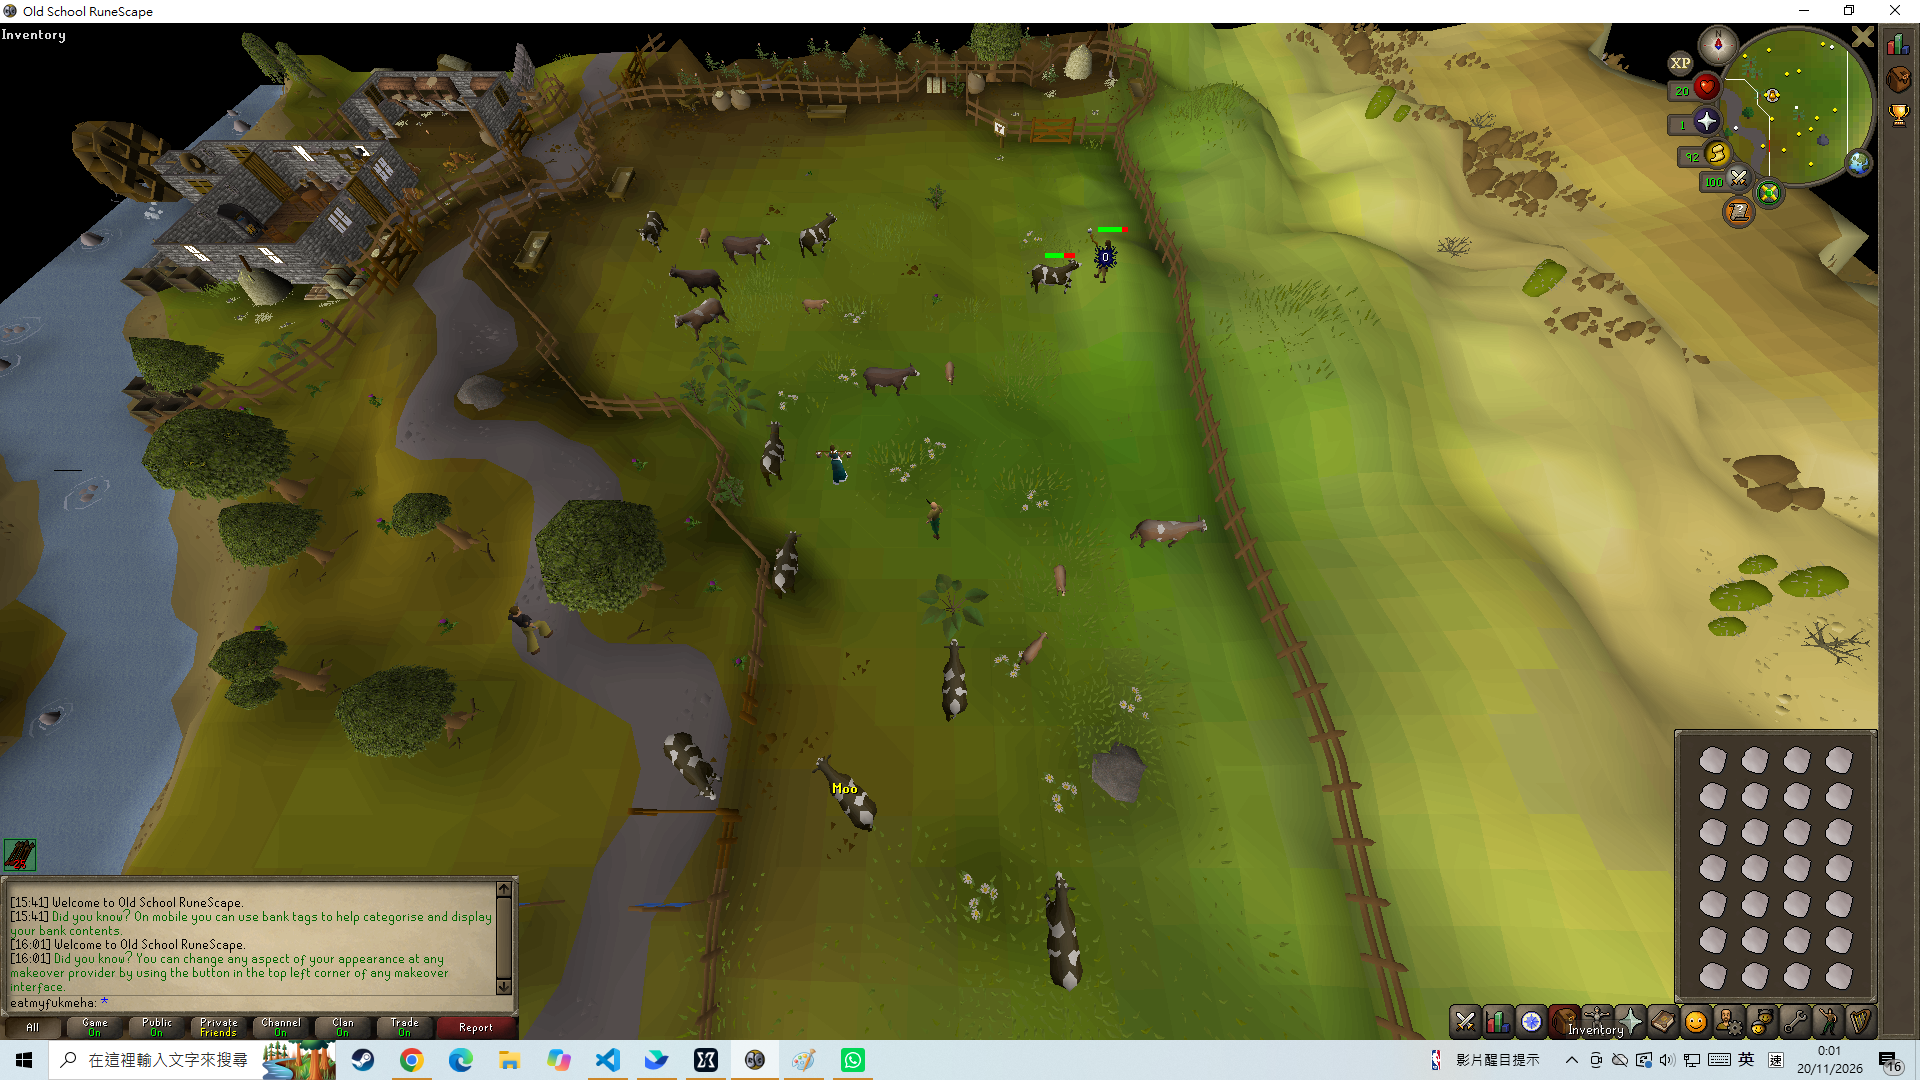 Old School RuneScape
Inventory
N
XP
20
1
92
100
0
Moo
23
[15:41] Welcome to Old School RuneScape.
[15:41] Did you know? On mobile you can use bank tags to help categorise and display
your bank contents.
[16:01] Welcome to Old School RuneScape.
[16:01] Did you know? You can change any aspect of your appearance at any
makeover provider by using the button in the top left corner of any makeover
interface.
eatmyfukmeha: *
All
Game
On
Public
On
Private
Friends
Channel
On
Clan
On
Trade
On
Report
Inventory
在這裡輸入文字來搜尋
影片醒目提示
英
速
0:01
20/11/2026
16